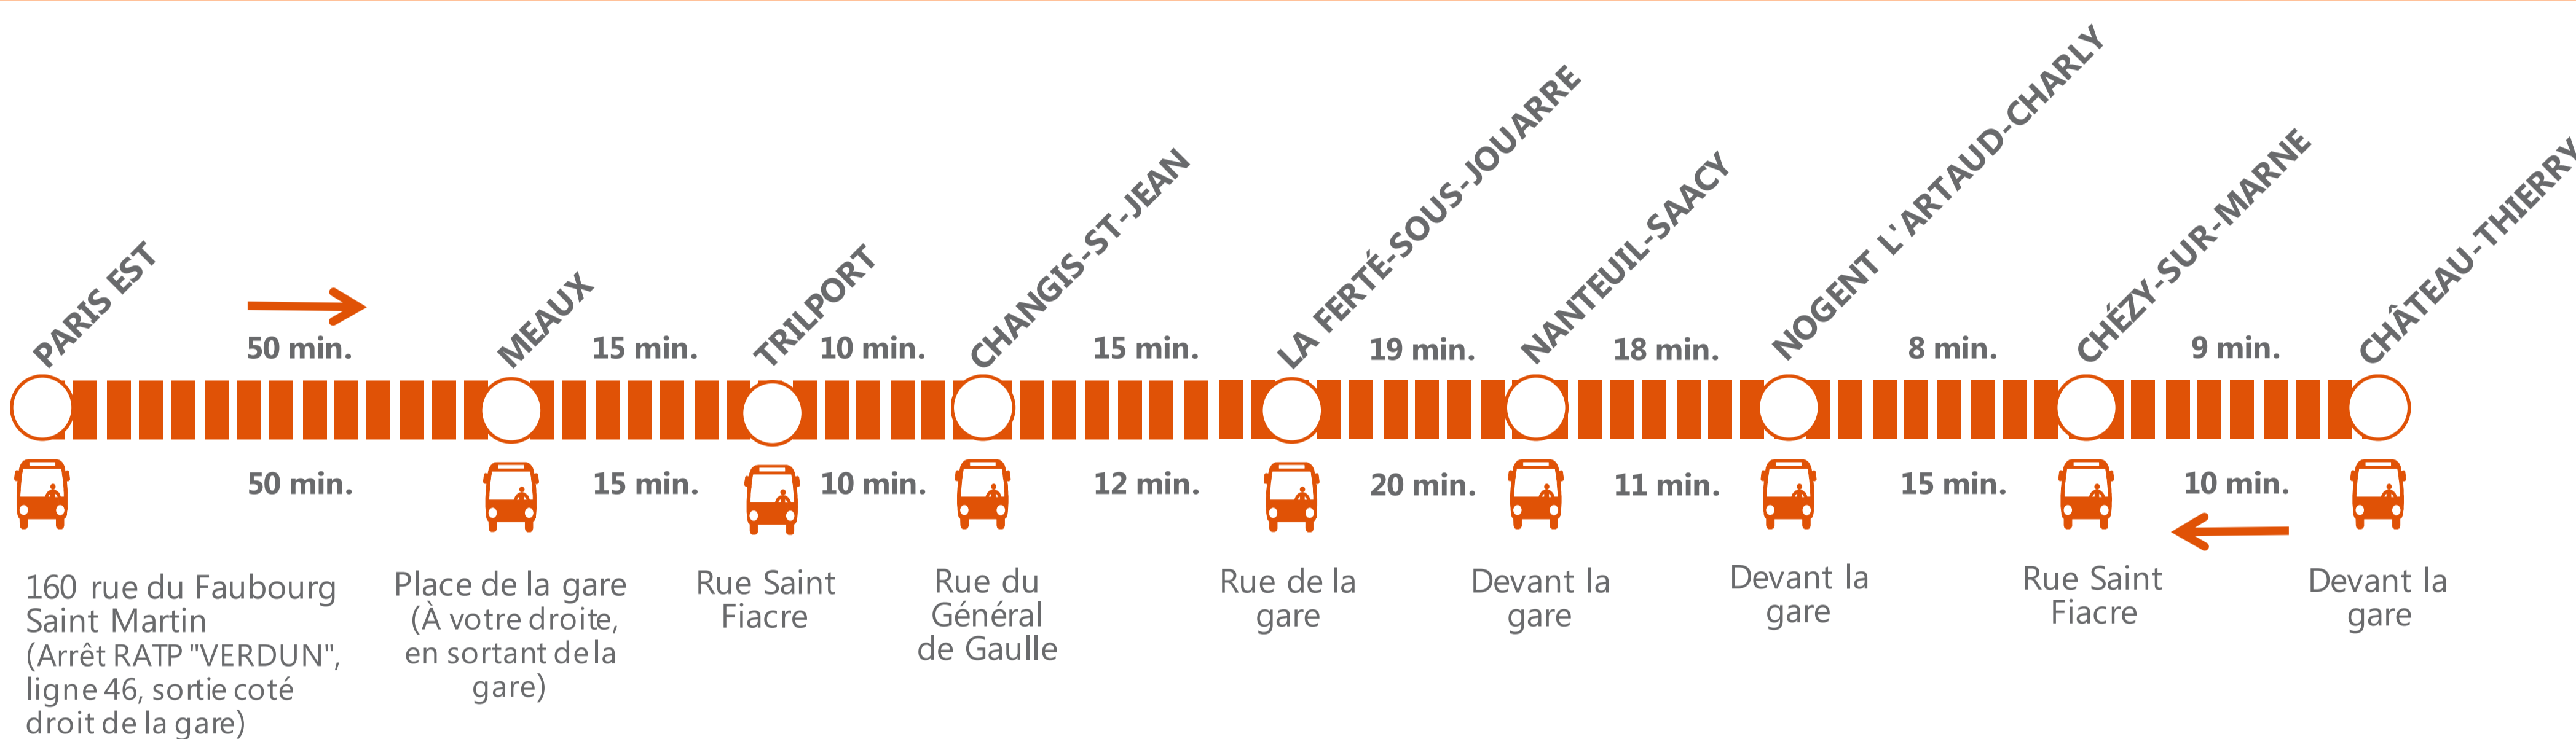 PARIS EST
MEAUX
TRILPORT
CHANGIS-ST-JEAN
LA FERTÉ-SOUS-JOUARRE
NANTEUIL-SAACY
NOGENT L'ARTAUD-CHARLY
CHÉZY-SUR-MARNE
CHÂTEAU-THIERRY
50 min.
15 min.
10 min.
15 min.
19 min.
18 min.
8 min.
9 min.
50 min.
15 min.
10 min.
12 min.
20 min.
11 min.
15 min.
10 min.
160 rue du Faubourg
Saint Martin
(Arrêt RATP "VERDUN",
ligne 46, sortie coté
droit de la gare)
Place de la gare
(À votre droite,
en sortant de la
gare)
Rue Saint
Fiacre
Rue du
Général
de Gaulle
Rue de la
gare
Devant la
gare
Devant la
gare
Rue Saint
Fiacre
Devant la
gare